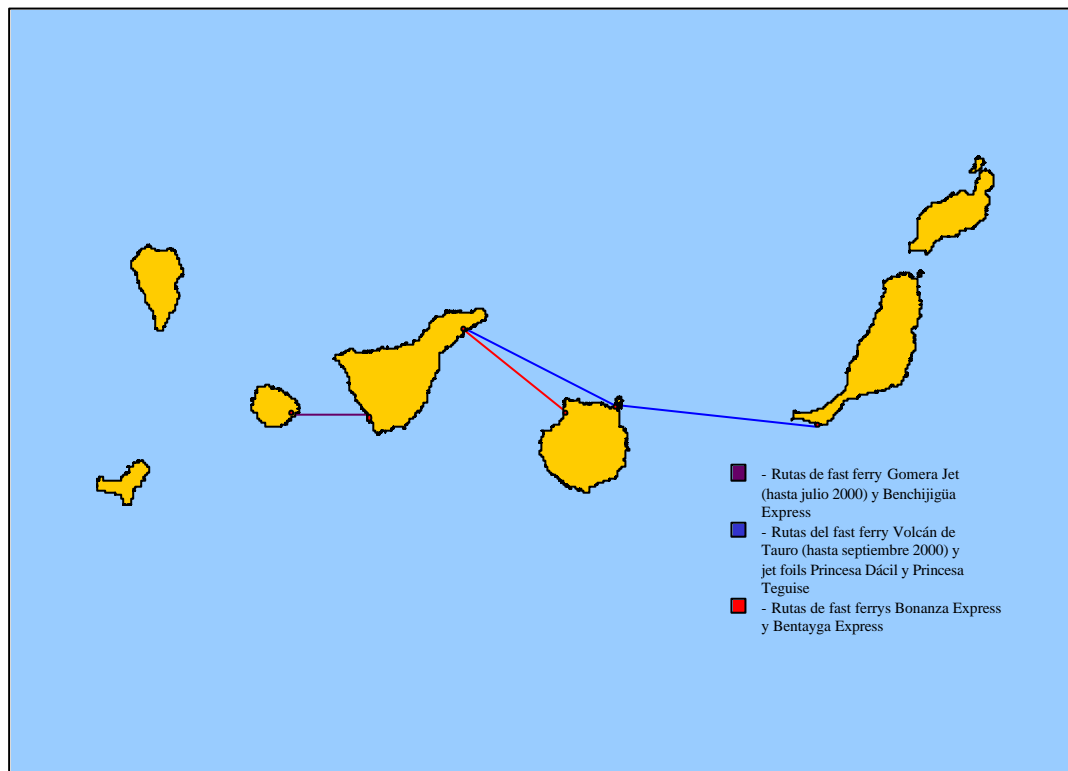 - Rutas de fast ferry Gomera Jet
(hasta julio 2000) y Benchijigüa
Express
- Rutas del fast ferry Volcán de
Tauro (hasta septiembre 2000) y
jet foils Princesa Dácil y Princesa
Teguise
- Rutas de fast ferrys Bonanza Express
y Bentayga Express